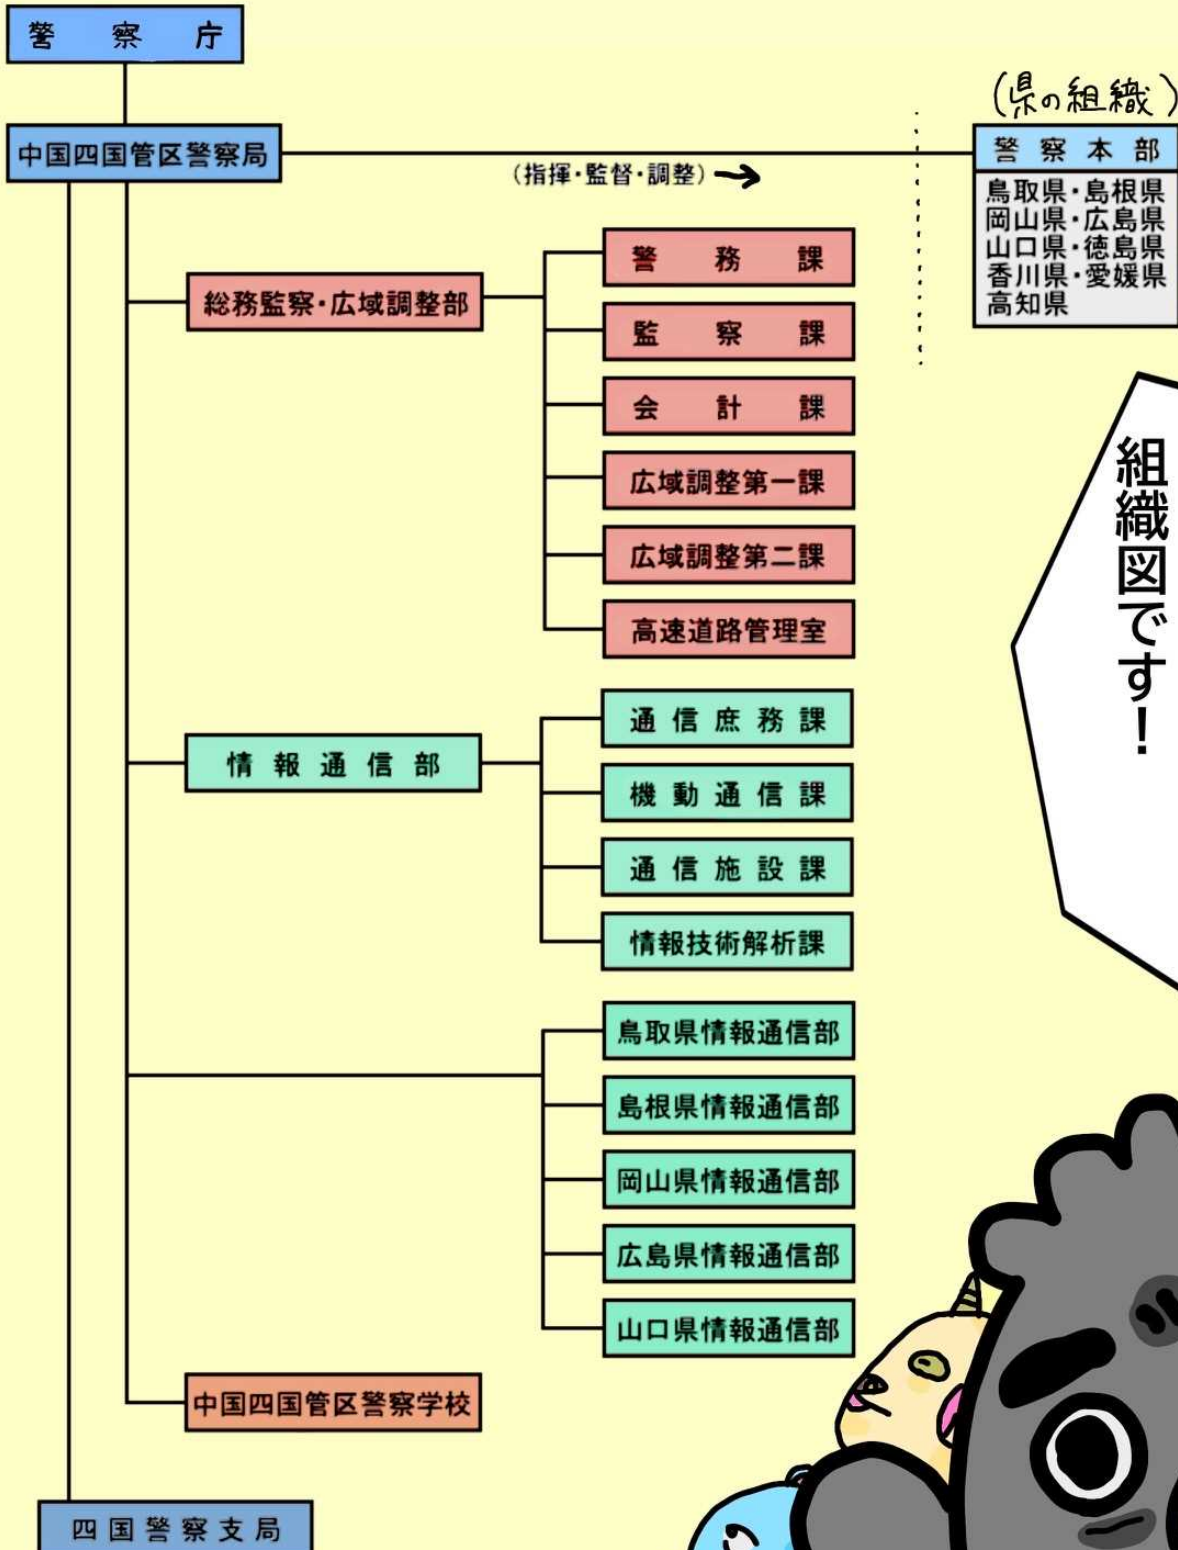 警察庁
中国四国管区警察局
(指揮・監督・調整)→
(県の組織)
警察本部
鳥取県・島根県
岡山県・広島県
山口県・徳島県
香川県・愛媛県
高知県
総務監察・広域調整部
警務課
監察課
会計課
広域調整第一課
広域調整第二課
高速道路管理室
情報通信部
通信庶務課
機動通信課
通信施設課
情報技術解析課
鳥取県情報通信部
島根県情報通信部
岡山県情報通信部
広島県情報通信部
山口県情報通信部
中国四国管区警察学校
四国警察支局
組織図です！